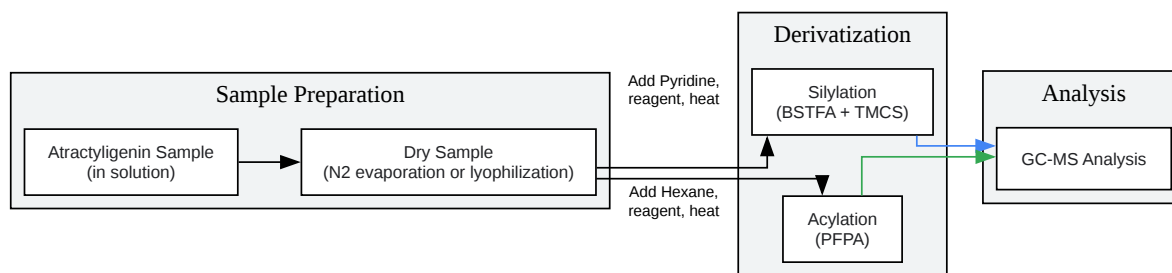 Sample Preparation
Atractyligenin Sample
(in solution)
Dry Sample
(N2 evaporation or lyophilization)
Add Pyridine,
reagent, heat
Add Hexane,
reagent, heat
Derivatization
Silylation
(BSTFA + TMCS)
Acylation
(PFPA)
Analysis
GC-MS Analysis